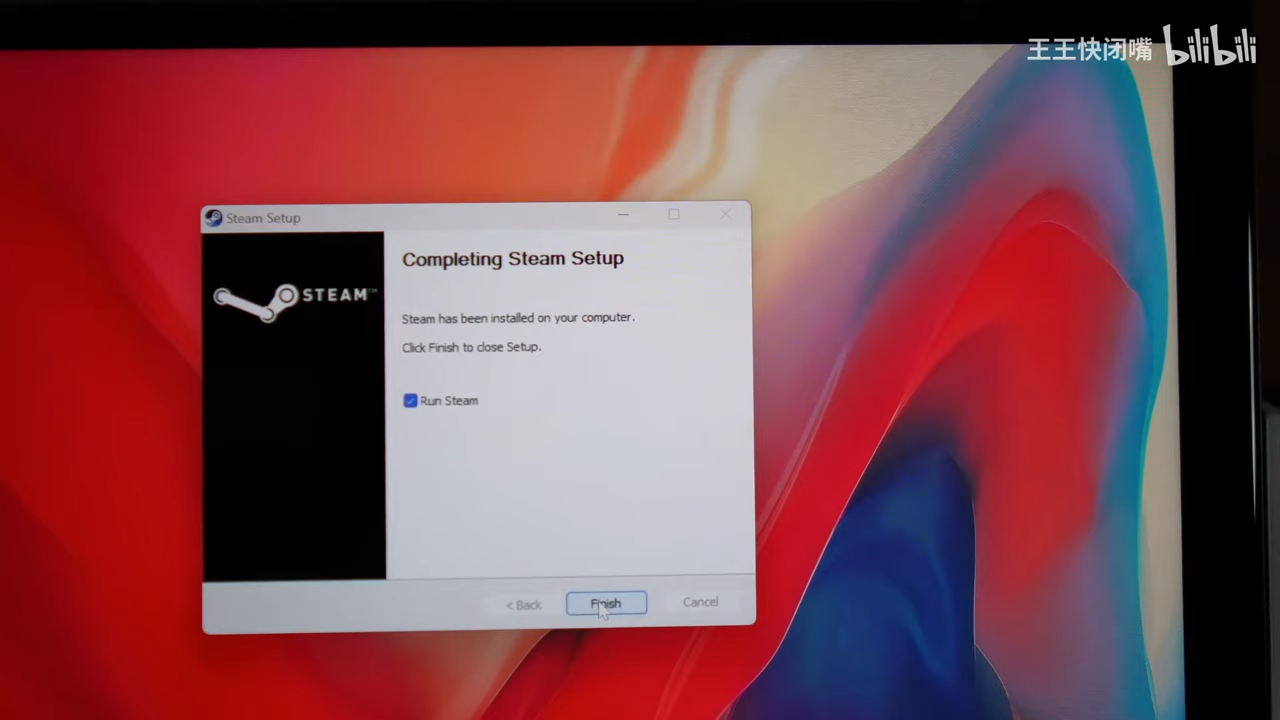 王王快闭嘴 bilibili
Steam Setup
STEAM™
Completing Steam Setup
Steam has been installed on your computer.
Click Finish to close Setup.
Run Steam
< Back Finish Cancel